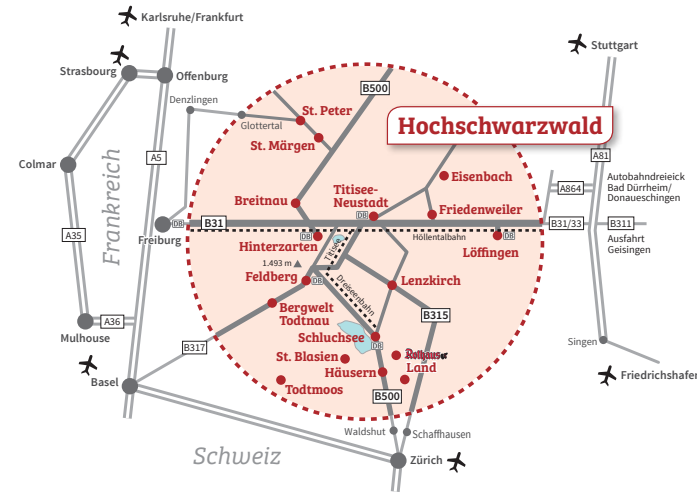 Karlsruhe/Frankfurt
Stuttgart
Strasbourg
Offenburg
B500
Denzlingen
St. Peter
Glottertal
Hochschwarzwald
St. Märgen
A5
A81
Colmar
Frankreich
Eisenbach
Titisee-
Neustadt
A864
Autobahndreieick
Bad Dürrheim/
Donaueschingen
Breitnau
Friedenweiler
A35
DB
B31
DB
B31/33
B311
Freiburg
DB
Höllentalbahn
DB
Ausfahrt
Geisingen
Hinterzarten
Titisee
Löffingen
1.493 m
Feldberg
DB
Dreiseenbahn
Lenzkirch
Bergwelt
Todtnau
B315
A36
Mulhouse
B317
Schluchsee
DB
Singen
St. Blasien
Land
Häusern
Basel
Todtmoos
B500
Friedrichshafen
Waldshut
Schaffhausen
Schweiz
Zürich